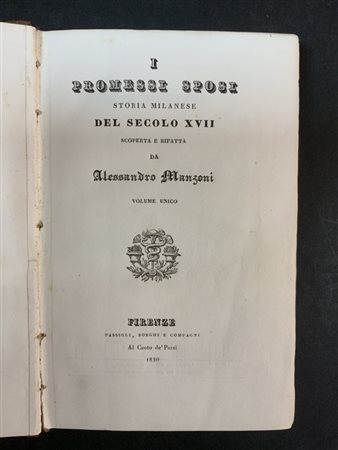 I
PROMESSI SPOSI
STORIA MILANESE
DEL SECOLO XVII
SCOPERTA E RIFATTA
DA
Alessandro Manzoni
VOLUME UNICO
FIRENZE
PASSIGLI, BORGHI E COMPAGNI
Al Canto de' Pazzi
1830